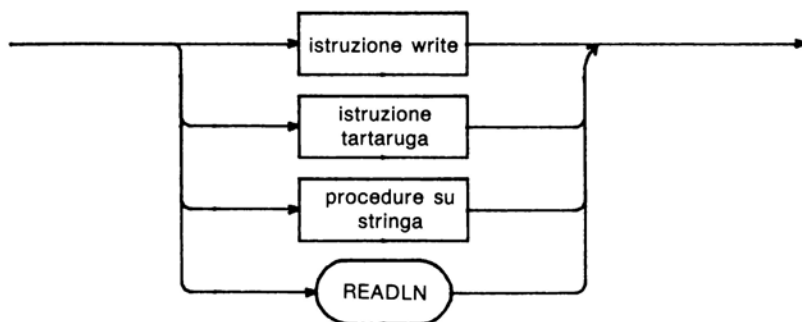 istruzione write
istruzione
tartaruga
procedure su
stringa
READLN